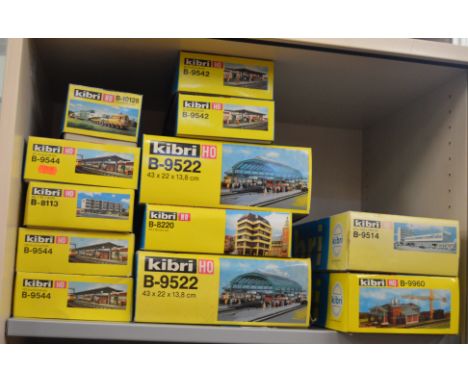 kibri HO
B-9542
kibri HO
B-9542
kibri HO B-10128
kibri HO
B-9544
kibri HO
B-8113
kibri HO
B-9544
kibri HO
B-9544
kibri HO
B-9522
43 x 22 x 13,8 cm
kibri HO
B-8220
kibri HO
B-9522
43 x 22 x 13,8 cm
kibri HO
B-9514
kibri HO B-9960